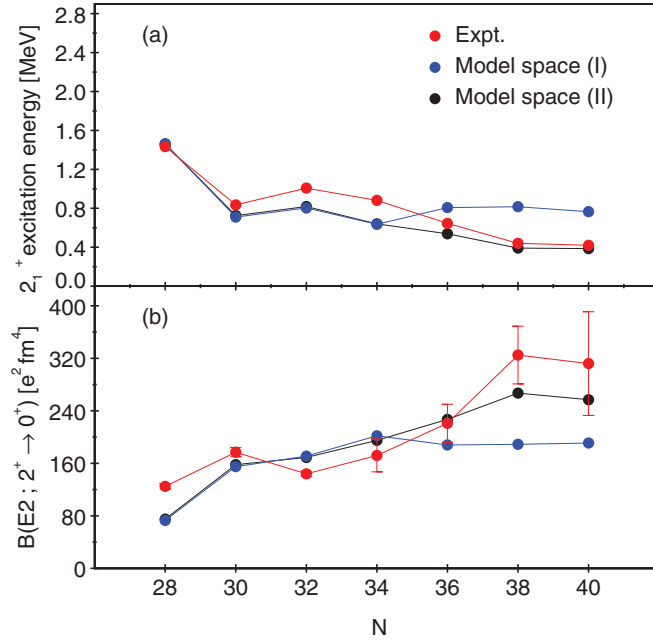 2.8
(a)
Expt.
2.4
Model space (I)
2.0
Model space (II)
1.6
1.2
0.8
0.4
0.0
2₁⁺ excitation energy [MeV]
400
(b)
320
240
160
80
0
B(E2 ; 2⁺ → 0⁺) [e² fm⁴]
28 30 32 34 36 38 40
N